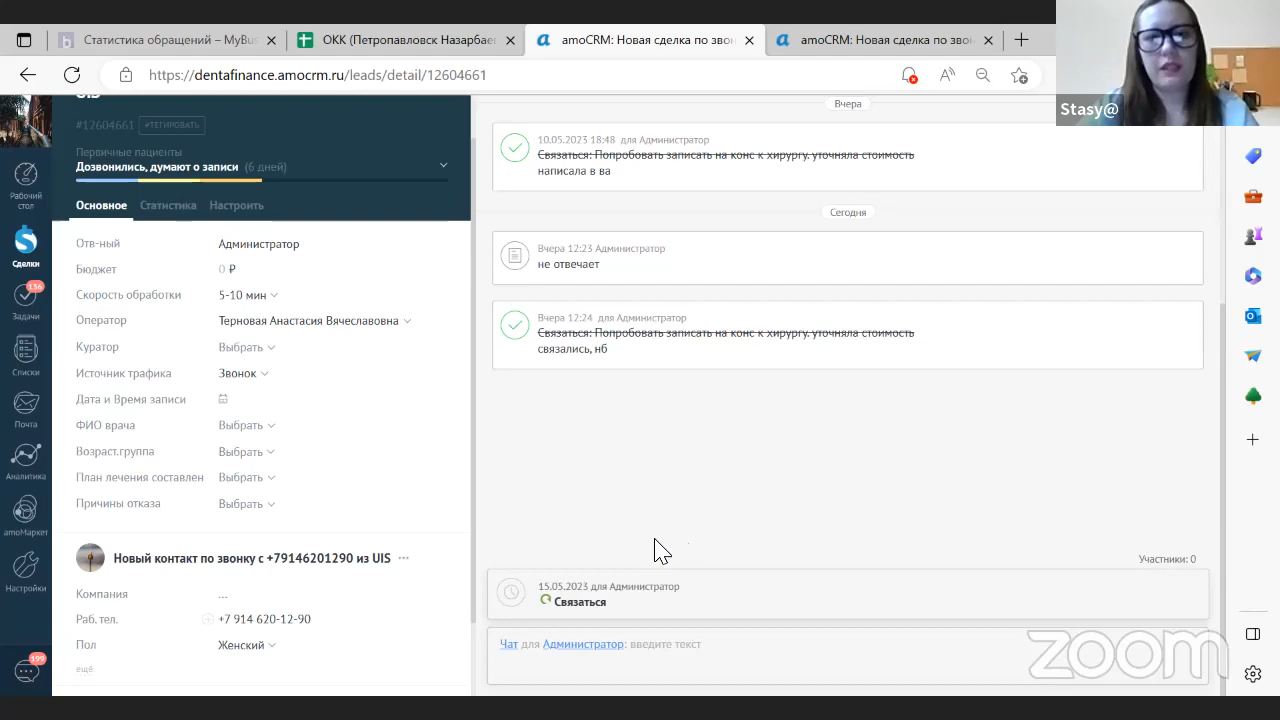 Статистика обращений – MyBus
ОКК (Петропавловск Назарбаев
amoCRM: Новая сделка по звон
amoCRM: Новая сделка по звон
https://dentafinance.amocrm.ru/leads/detail/12604661
Stasy@
UIS
#12604661 #ТЕГИРОВАТЬ
Первичные пациенты
Дозвонились, думают о записи (6 дней)
Основное Статистика Настроить
Отв-ный Администратор
Бюджет 0 ₽
Скорость обработки 5-10 мин
Оператор Терновая Анастасия Вячеславовна
Куратор Выбрать
Источник трафика Звонок
Дата и Время записи
ФИО врача Выбрать
Возраст.группа Выбрать
План лечения составлен Выбрать
Причины отказа Выбрать
Новый контакт по звонку с +79146201290 из UIS ...
Компания ...
Раб. тел. +7 914 620-12-90
Пол Женский
ещё
Рабочий
стол
Сделки
136
Задачи
Списки
Почта
Аналитика
amoМаркет
Настройки
199
Вчера
10.05.2023 18:48 для Администратор
Связаться: Попробовать записать на конс к хирургу. уточняла стоимость
написала в ва
Сегодня
Вчера 12:23 Администратор
не отвечает
Вчера 12:24 для Администратор
Связаться: Попробовать записать на конс к хирургу. уточняла стоимость
связались, нб
Участники: 0
15.05.2023 для Администратор
Связаться
Чат для Администратор: введите текст
zoom